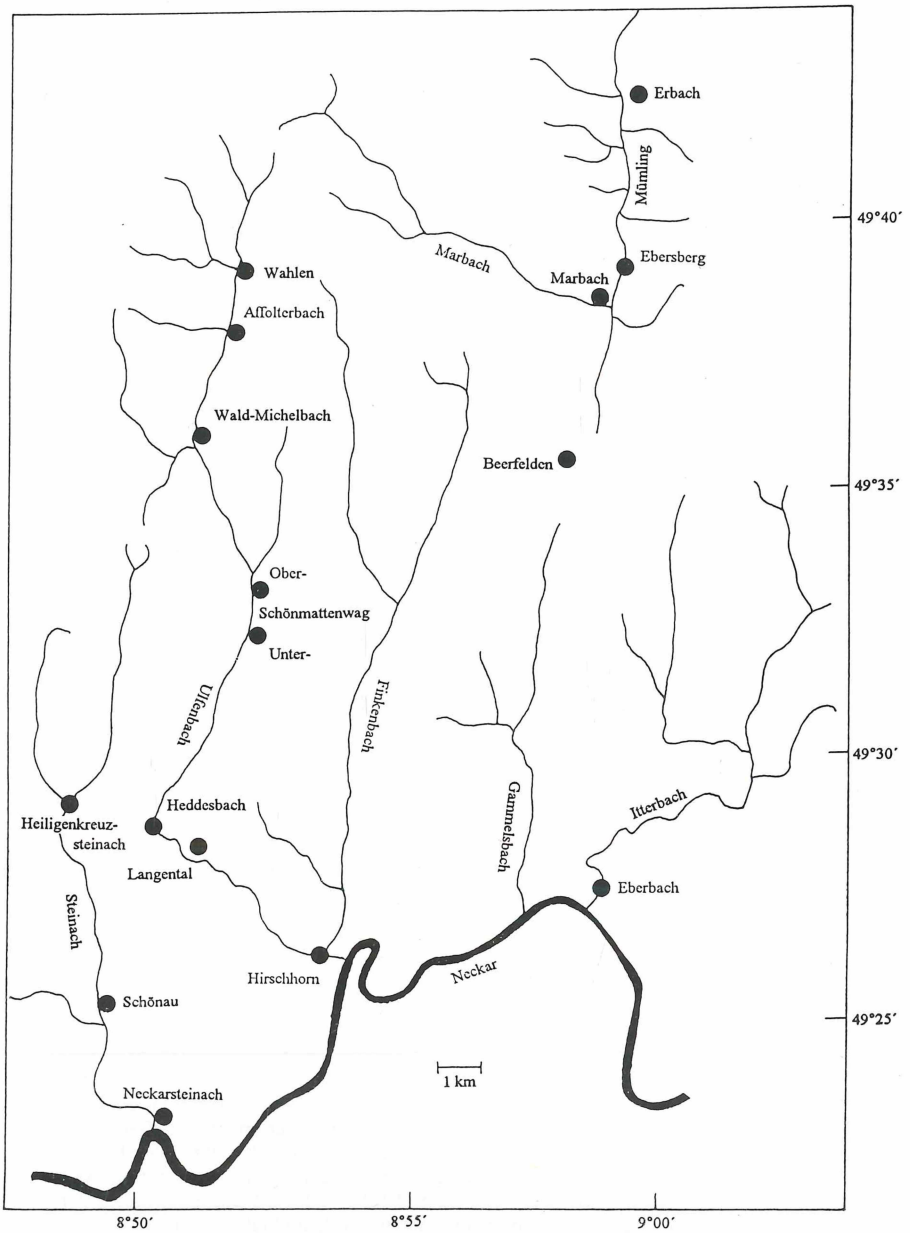 Erbach
Mümling
49°40′
Marbach
Ebersberg
Wahlen
Marbach
Affolterbach
Wald-Michelbach
Beerfelden
49°35′
Ober-
Schönmattenwag
Unter-
Ulfenbach
Finkenbach
49°30′
Gammelsbach
Itterbach
Heddesbach
Heiligenkreuz-
steinach
Langental
Eberbach
Steinach
Hirschhorn
Neckar
Schönau
49°25′
1 km
Neckarsteinach
8°50′
8°55′
9°00′